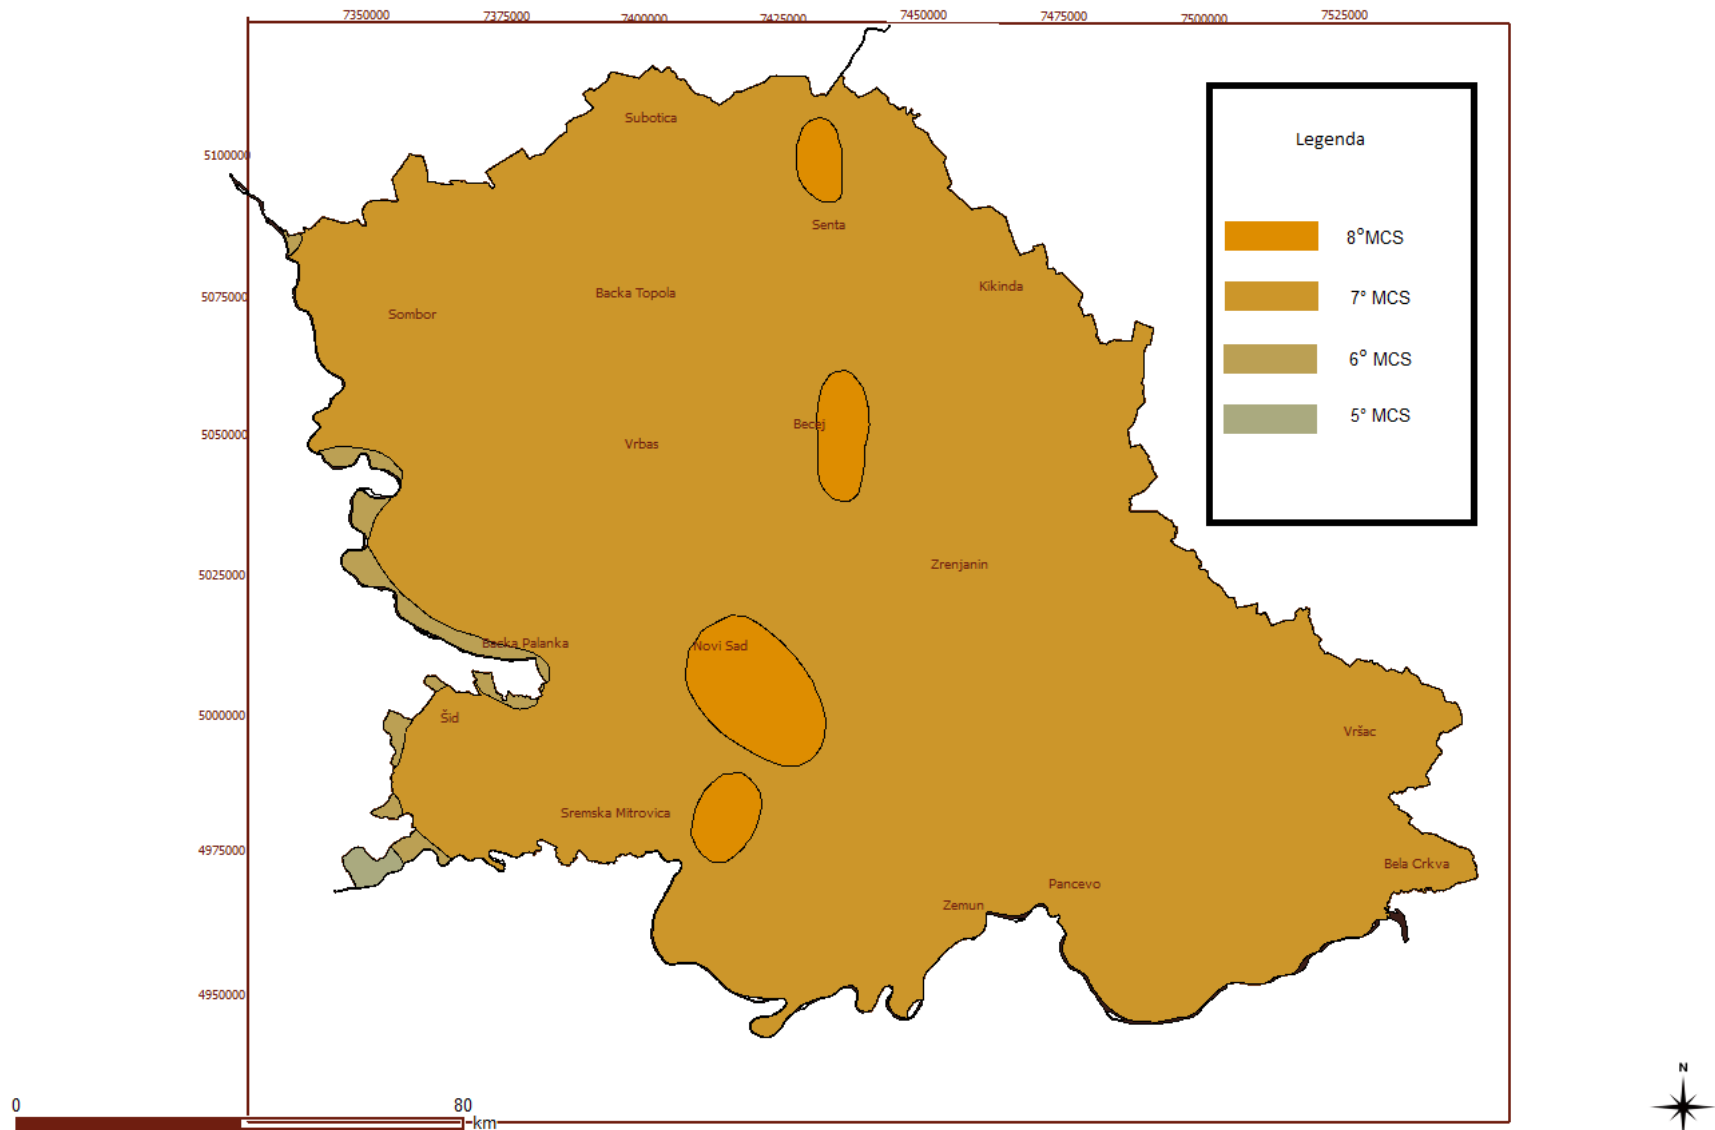 7350000 7375000 7400000 7425000 7450000 7475000 7500000 7525000
Legenda
8°MCS
7° MCS
6° MCS
5° MCS
5100000
5075000
5050000
5025000
5000000
4975000
4950000
Subotica
Senta
Kikinda
Backa Topola
Sombor
Becej
Vrbas
Zrenjanin
Backa Palanka
Novi Sad
Šid
Vršac
Sremska Mitrovica
Bela Crkva
Pancevo
Zemun
N
0 80
km